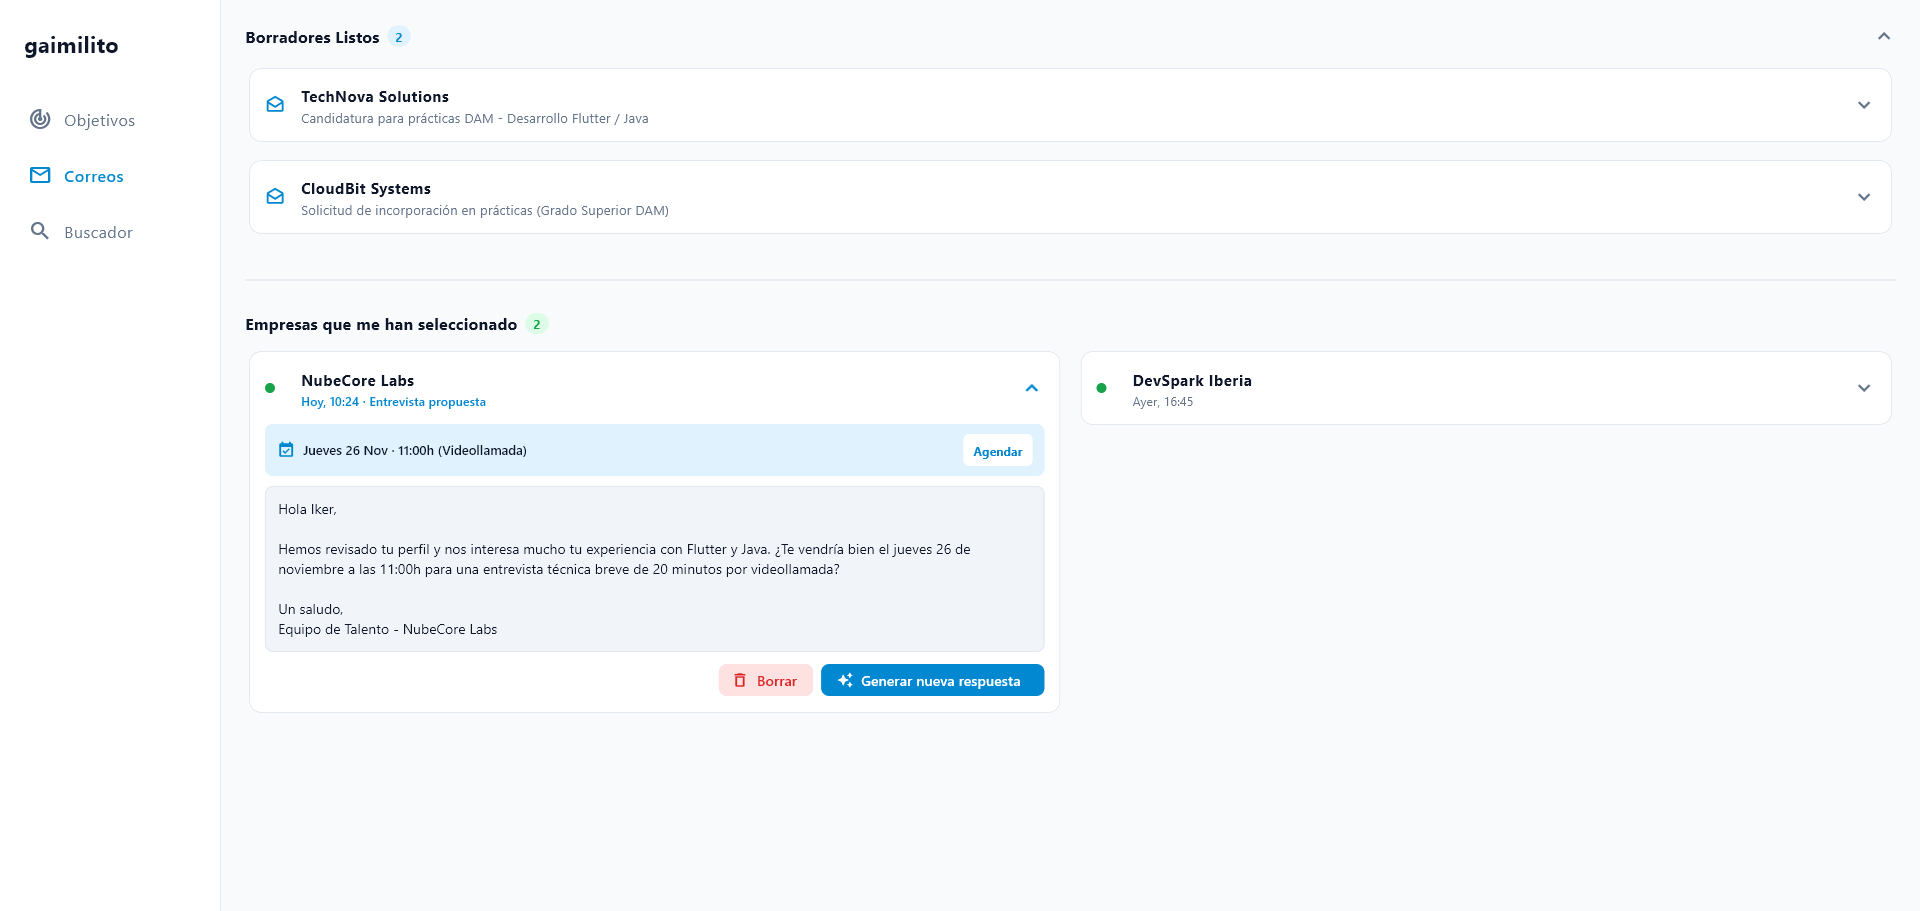 gaimilito
Objetivos
Correos
Buscador
Borradores Listos 2
TechNova Solutions
Candidatura para prácticas DAM - Desarrollo Flutter / Java
CloudBit Systems
Solicitud de incorporación en prácticas (Grado Superior DAM)
Empresas que me han seleccionado 2
NubeCore Labs
Hoy, 10:24 · Entrevista propuesta
Jueves 26 Nov · 11:00h (Videollamada)
Agendar
Hola Iker,
Hemos revisado tu perfil y nos interesa mucho tu experiencia con Flutter y Java. ¿Te vendría bien el jueves 26 de
noviembre a las 11:00h para una entrevista técnica breve de 20 minutos por videollamada?
Un saludo,
Equipo de Talento - NubeCore Labs
Borrar
Generar nueva respuesta
DevSpark Iberia
Ayer, 16:45